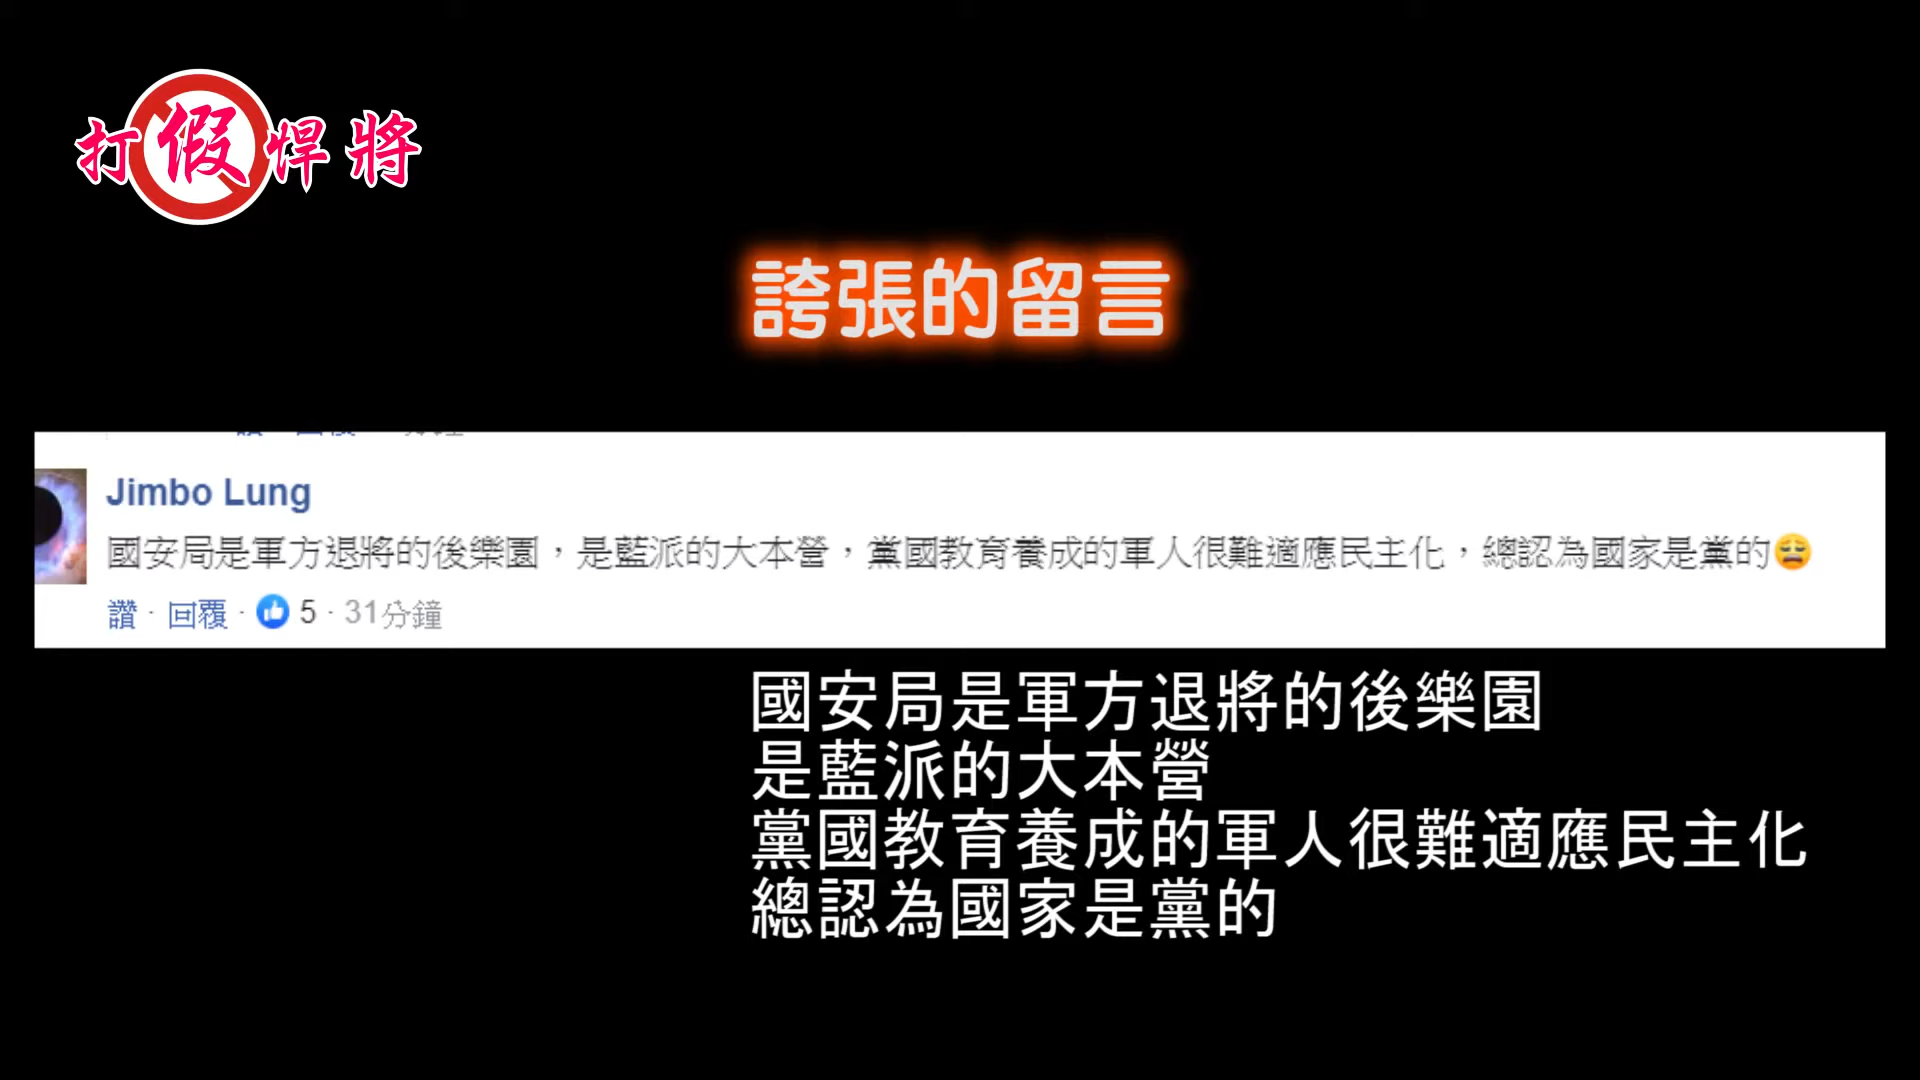 打假悍將
誇張的留言
Jimbo Lung
國安局是軍方退將的後樂園，是藍派的大本營，黨國教育養成的軍人很難適應民主化，總認為國家是黨的😩
讚 · 回覆 · 5 · 31分鐘
國安局是軍方退將的後樂園
是藍派的大本營
黨國教育養成的軍人很難適應民主化
總認為國家是黨的